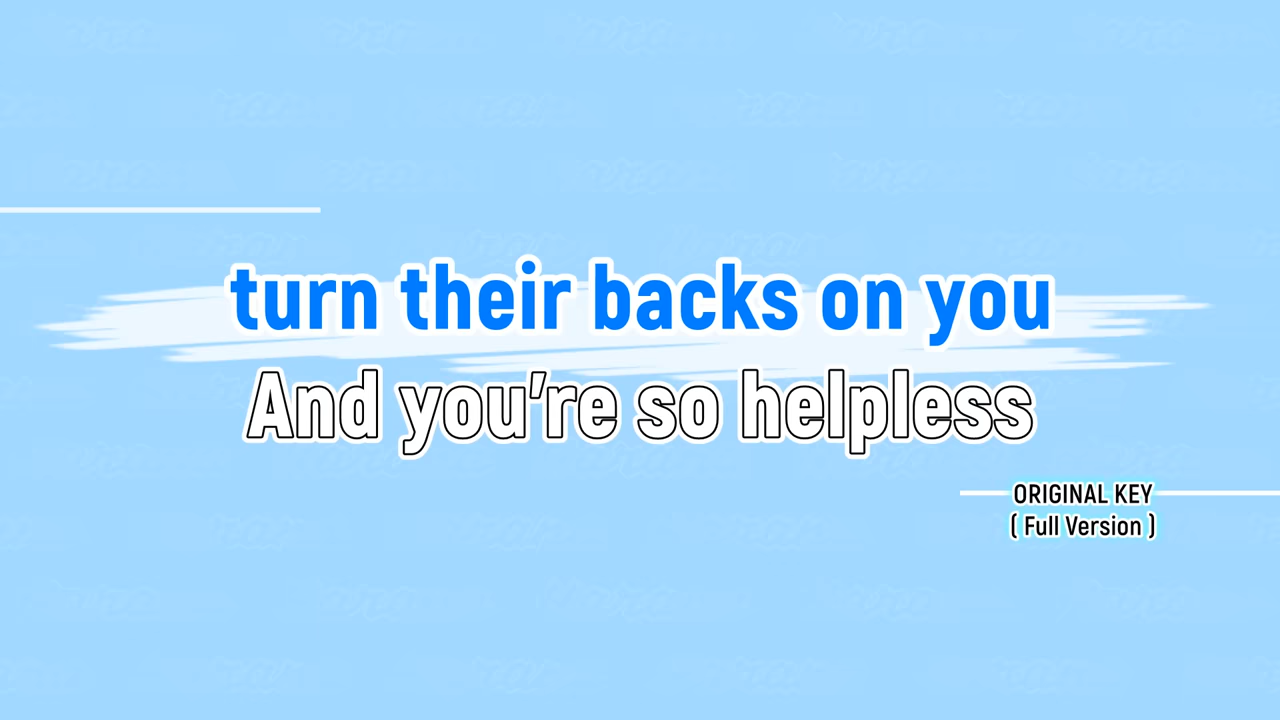 turn their backs on you
And you're so helpless
ORIGINAL KEY
( Full Version )